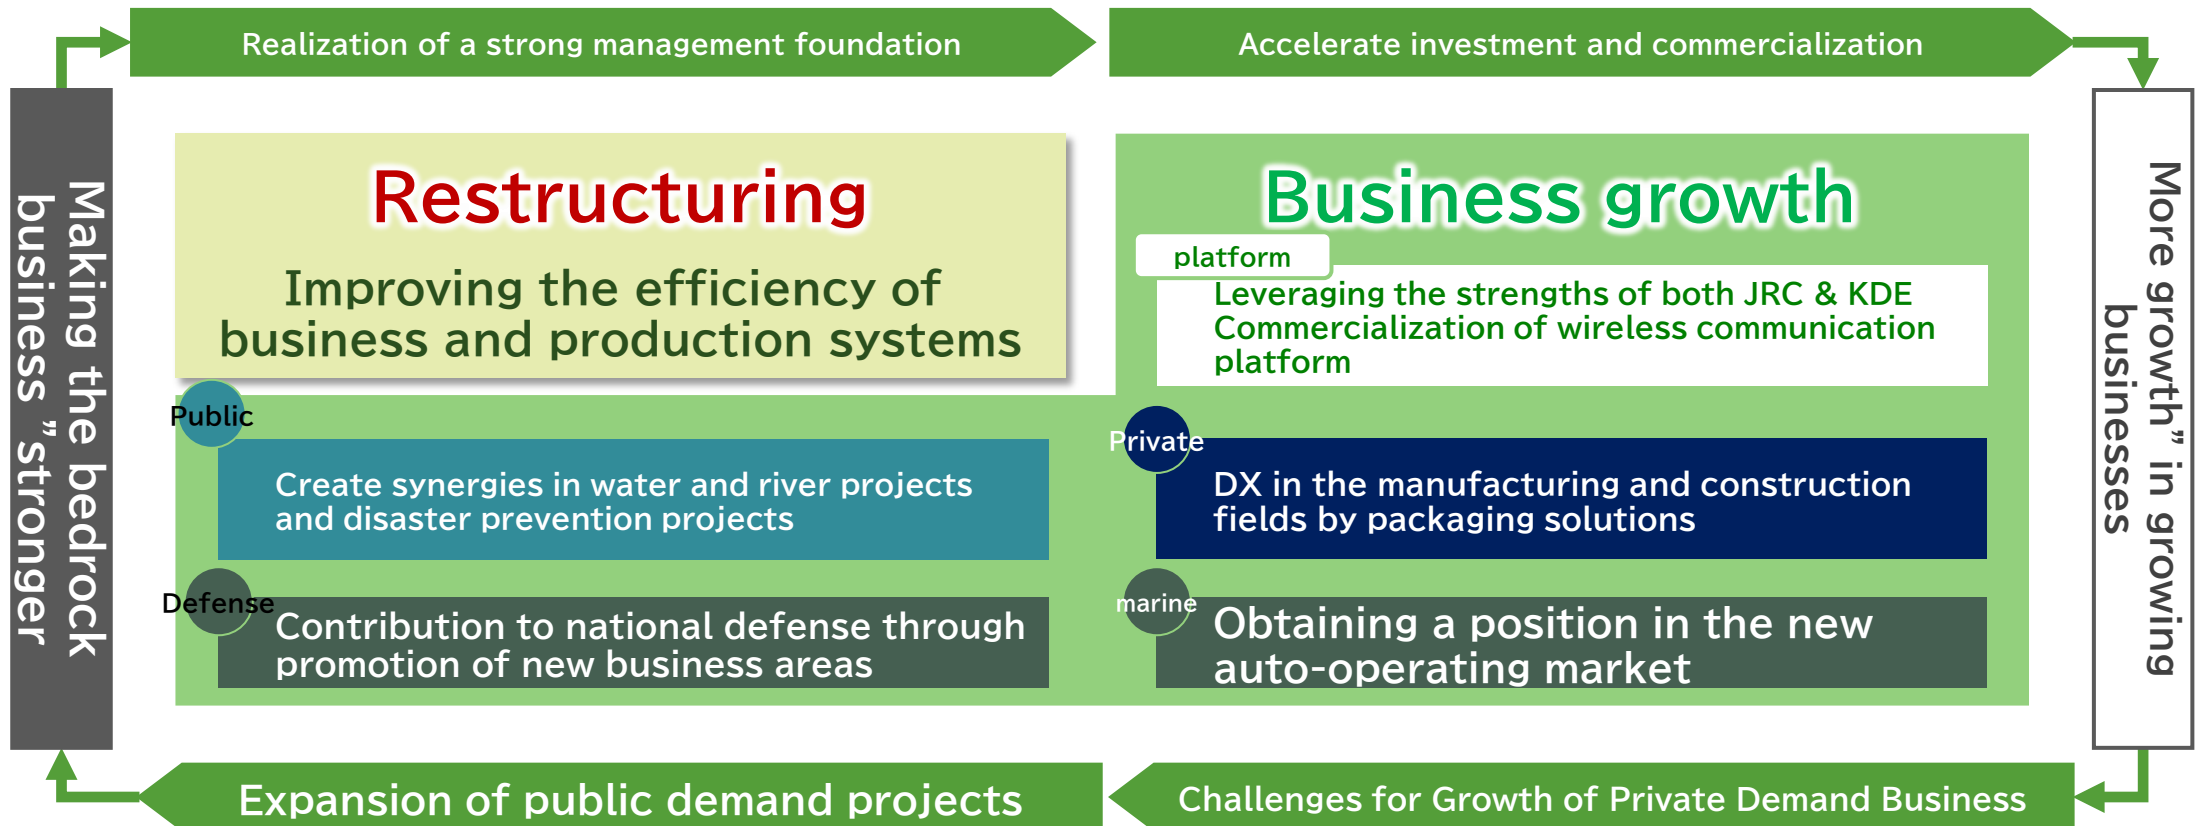 Realization of a strong management foundation
Accelerate investment and commercialization
Making the bedrock
business ”stronger
Restructuring
Improving the efficiency of
business and production systems
Business growth
platform
Leveraging the strengths of both JRC & KDE
Commercialization of wireless communication
platform
Public
Create synergies in water and river projects
and disaster prevention projects
Private
DX in the manufacturing and construction
fields by packaging solutions
Defense
Contribution to national defense through
promotion of new business areas
marine
Obtaining a position in the new
auto-operating market
More growth” in growing
businesses
Expansion of public demand projects
Challenges for Growth of Private Demand Business